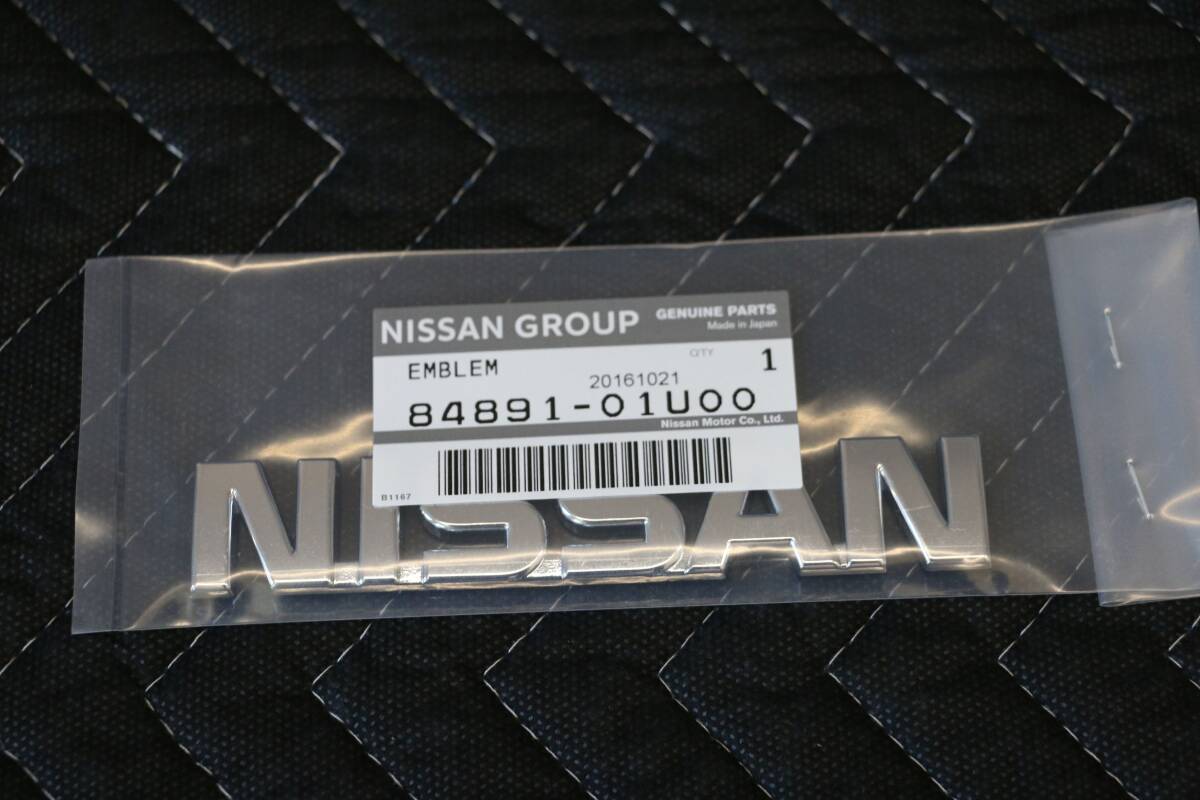 NISSAN GROUP
GENUINE PARTS
Made in Japan
EMBLEM
QTY
1
20161021
84891-01U00
Nissan Motor Co., Ltd.
B1167
NISSAN